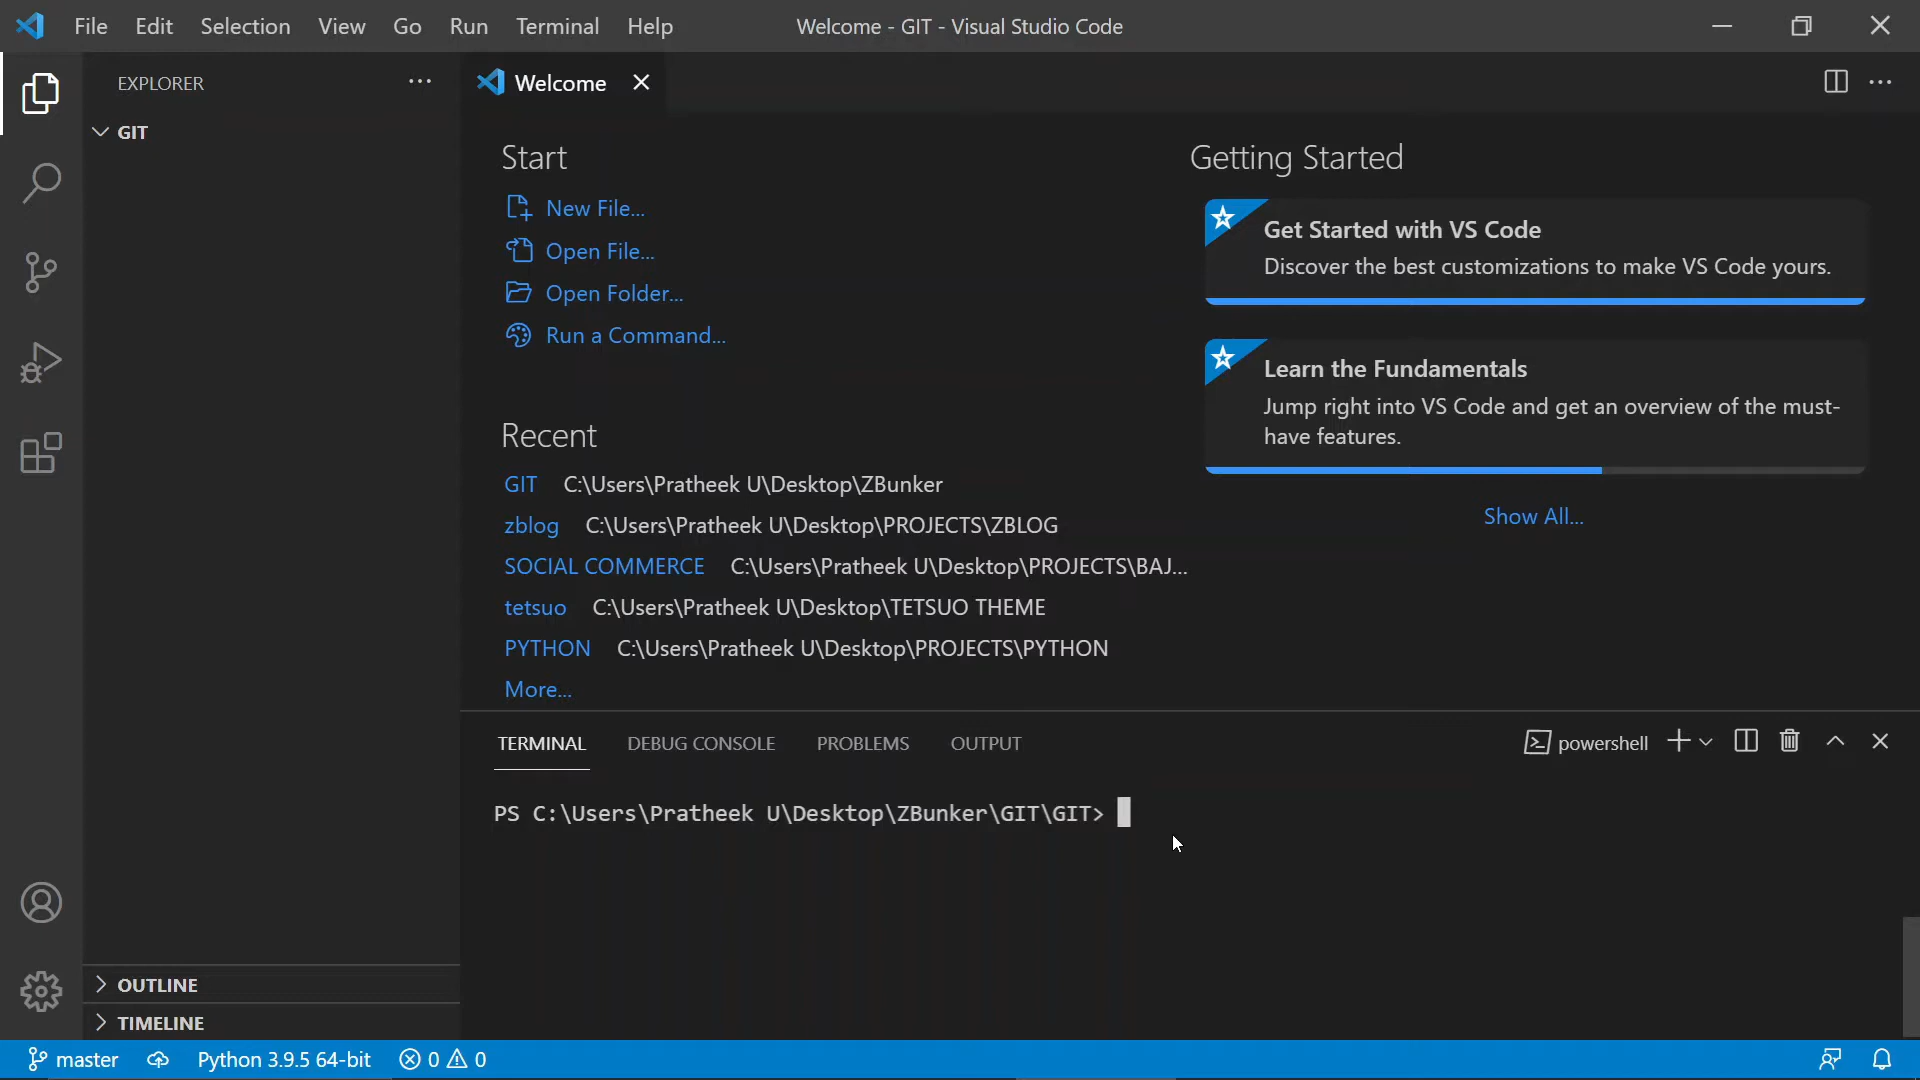 File Edit Selection View Go Run Terminal Help
Welcome - GIT - Visual Studio Code
EXPLORER
GIT
OUTLINE
TIMELINE
Welcome
Start
New File...
Open File...
Open Folder...
Run a Command...
Recent
GIT C:\Users\Pratheek U\Desktop\ZBunker
zblog C:\Users\Pratheek U\Desktop\PROJECTS\ZBLOG
SOCIAL COMMERCE C:\Users\Pratheek U\Desktop\PROJECTS\BAJ...
tetsuo C:\Users\Pratheek U\Desktop\TETSUO THEME
PYTHON C:\Users\Pratheek U\Desktop\PROJECTS\PYTHON
More...
Getting Started
Get Started with VS Code
Discover the best customizations to make VS Code yours.
Learn the Fundamentals
Jump right into VS Code and get an overview of the must-
have features.
Show All...
TERMINAL DEBUG CONSOLE PROBLEMS OUTPUT
powershell
PS C:\Users\Pratheek U\Desktop\ZBunker\GIT\GIT>
master Python 3.9.5 64-bit 0 0